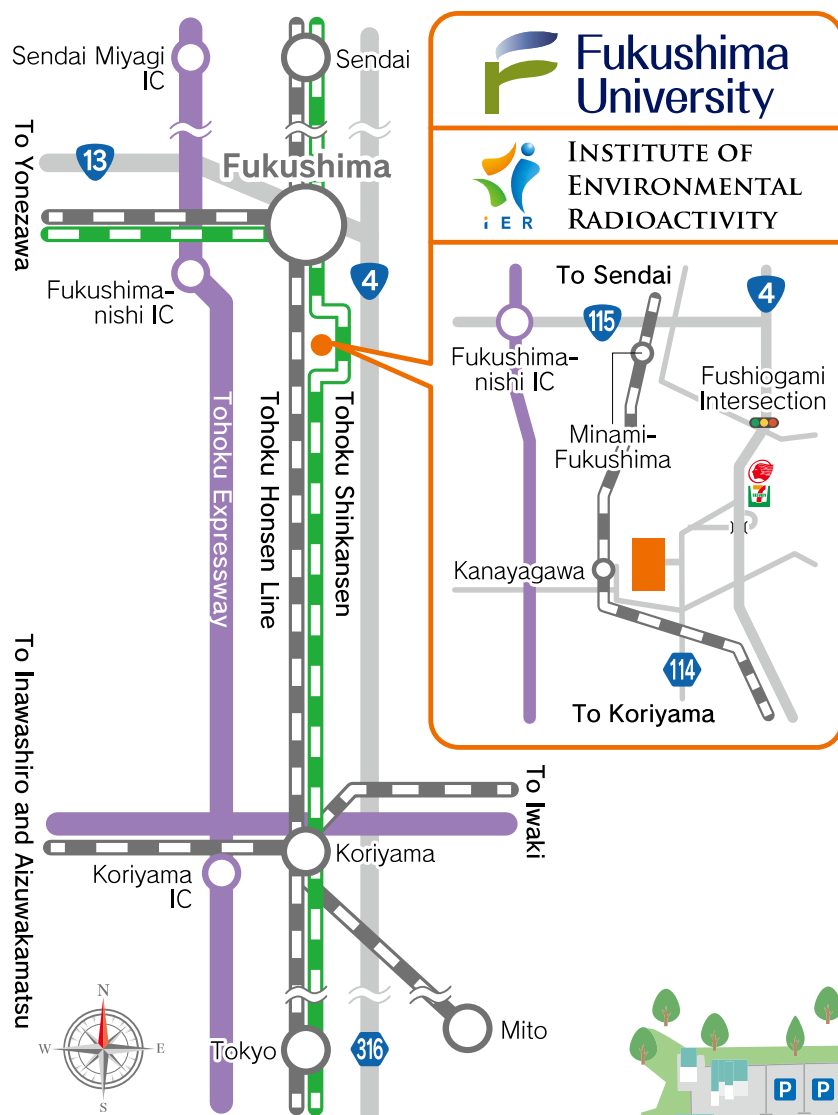 Sendai Miyagi
IC
Sendai
Fukushima
University
To Yonezawa
13
Fukushima
INSTITUTE OF
ENVIRONMENTAL
RADIOACTIVITY
iER
Fukushima-
nishi IC
4
To Sendai
4
115
Fukushima-
nishi IC
Fushiogami
Intersection
Minami-
Fukushima
7
ELEVEN
Tohoku Expressway
Tohoku Honsen Line
Tohoku Shinkansen
Kanayagawa
114
To Koriyama
To Inawashiro and Aizuwakamatsu
To Iwaki
Koriyama
Koriyama
IC
N
W
E
S
Tokyo
316
Mito
P
P